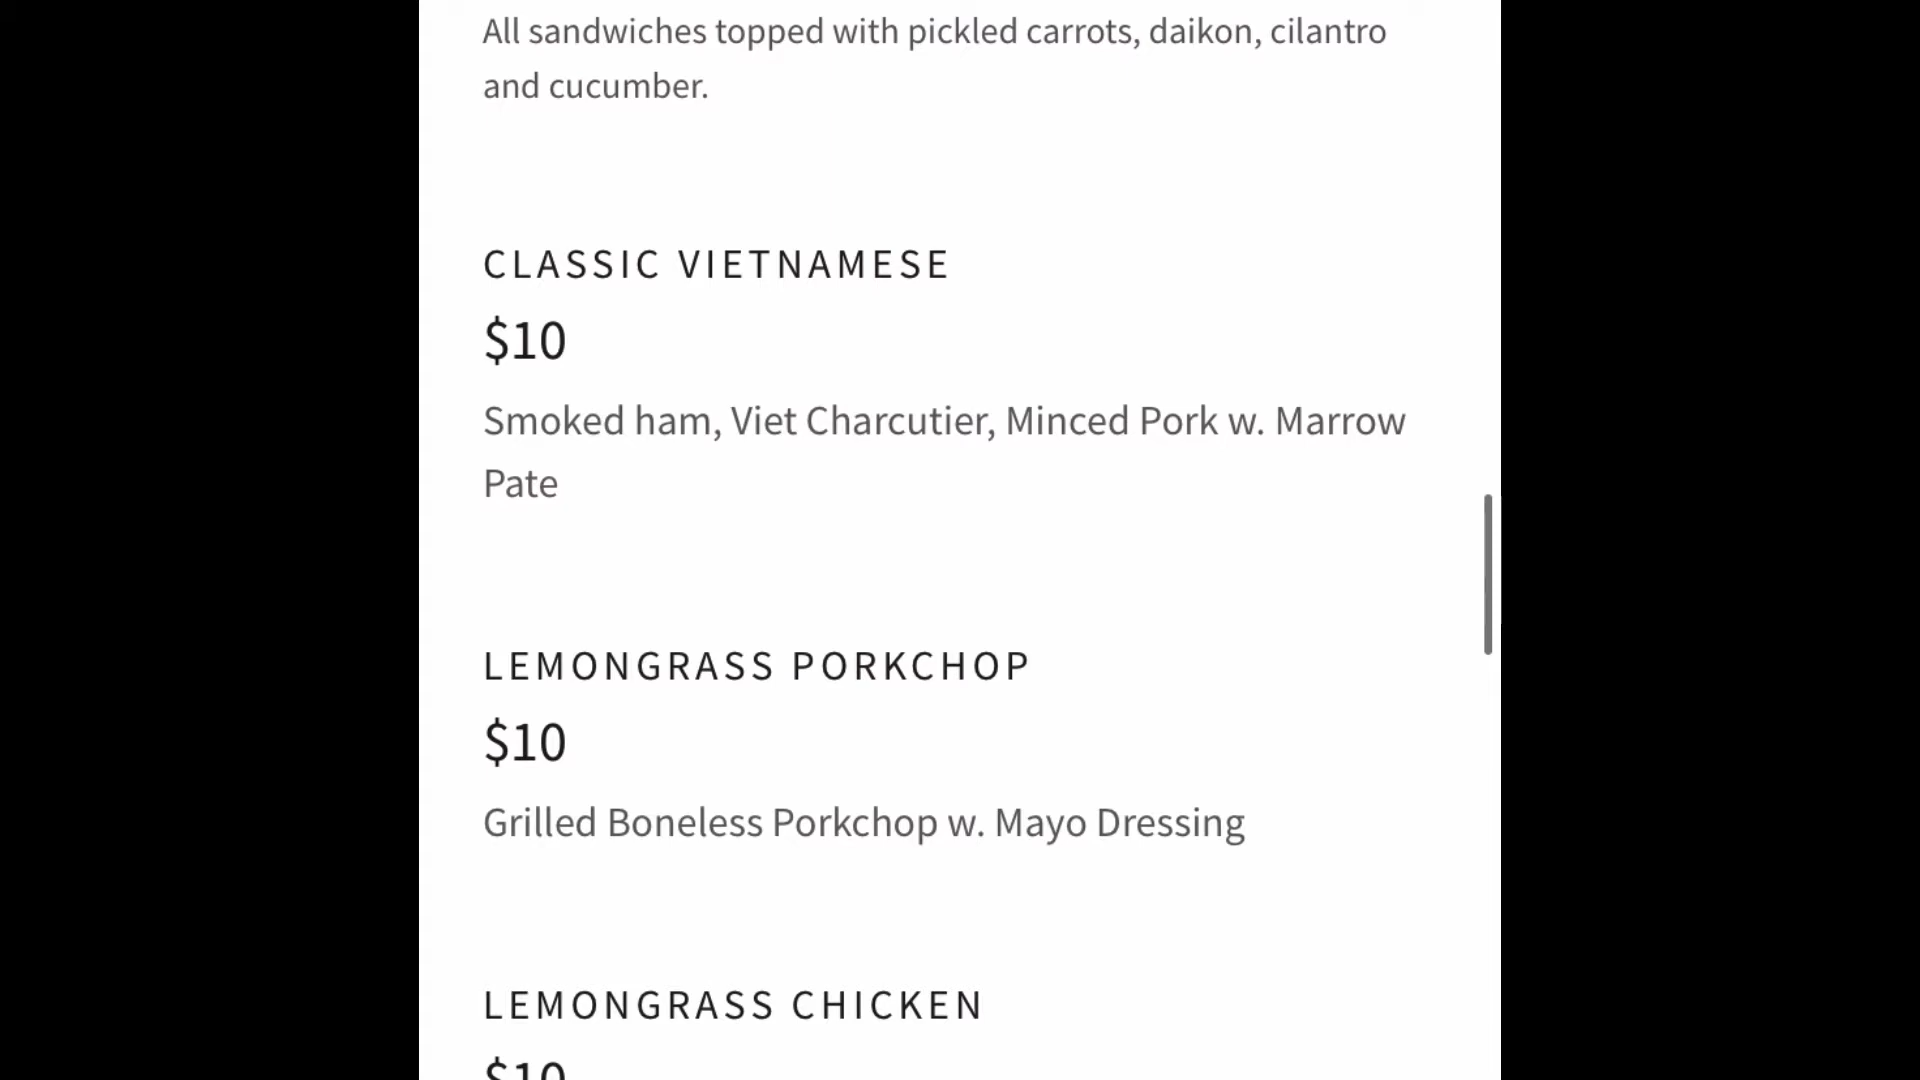 All sandwiches topped with pickled carrots, daikon, cilantro
and cucumber.
CLASSIC VIETNAMESE
$10
Smoked ham, Viet Charcutier, Minced Pork w. Marrow
Pate
LEMONGRASS PORKCHOP
$10
Grilled Boneless Porkchop w. Mayo Dressing
LEMONGRASS CHICKEN
$10